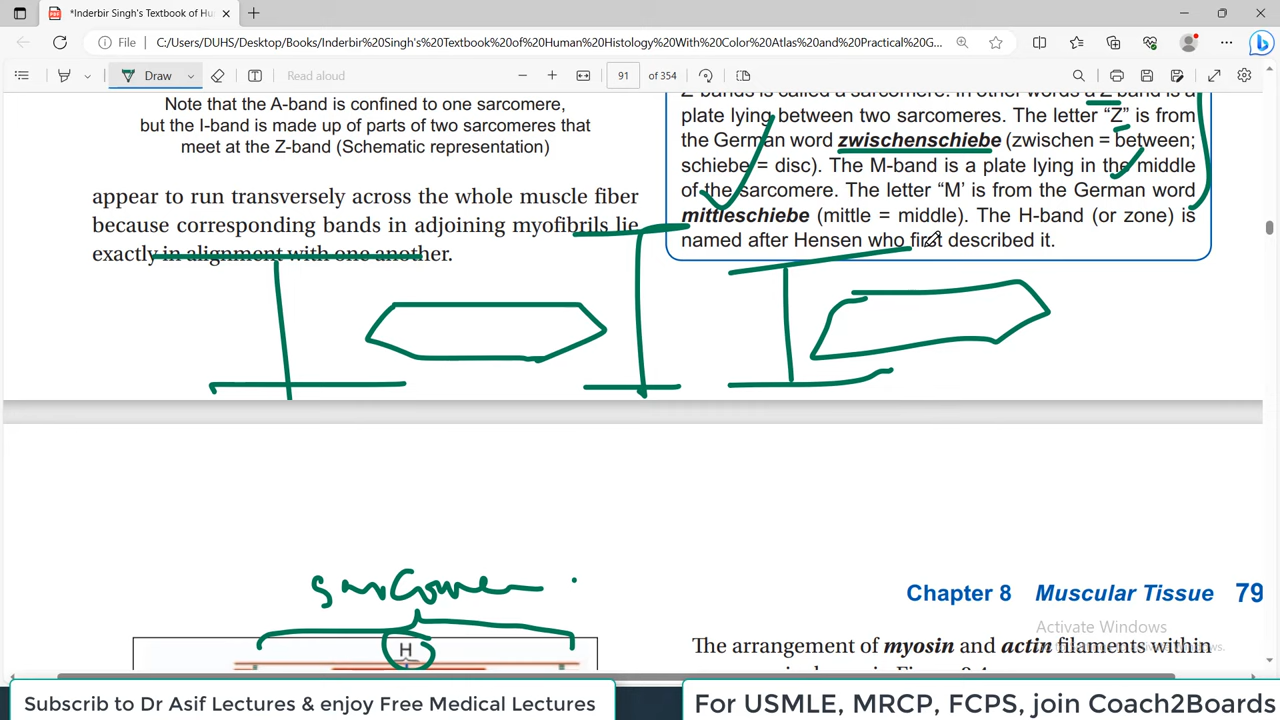 *Inderbir Singh's Textbook of Hu
File
C:/Users/DUHS/Desktop/Books/Inderbir%20Singh's%20Textbook%20of%20Human%20Histology%20With%20Color%20Atlas%20and%20Practical%20G...
Draw
Read aloud
91 of 354
Note that the A-band is confined to one sarcomere,
but the I-band is made up of parts of two sarcomeres that
meet at the Z-band (Schematic representation)
appear to run transversely across the whole muscle fiber
because corresponding bands in adjoining myofibrils lie
exactly in alignment with one another.
Z-bands is called a sarcomere. In other words a Z-band is a
plate lying between two sarcomeres. The letter “Z” is from
the German word zwischenschiebe (zwischen = between;
schiebe = disc). The M-band is a plate lying in the middle
of the sarcomere. The letter “M’ is from the German word
mittleschiebe (mittle = middle). The H-band (or zone) is
named after Hensen who first described it.
H
Chapter 8 Muscular Tissue 79
Activate Windows
The arrangement of myosin and actin filaments within
Subscrib to Dr Asif Lectures & enjoy Free Medical Lectures
For USMLE, MRCP, FCPS, join Coach2Boards